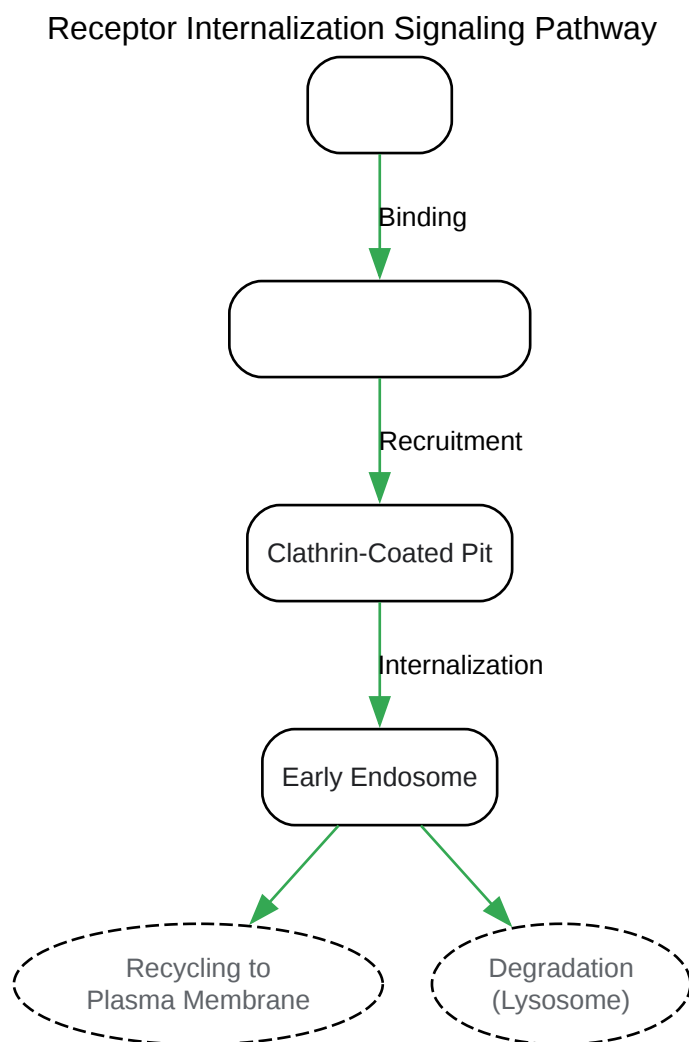 Receptor Internalization Signaling Pathway
Binding
Recruitment
Clathrin-Coated Pit
Internalization
Early Endosome
Recycling to
Plasma Membrane
Degradation
(Lysosome)